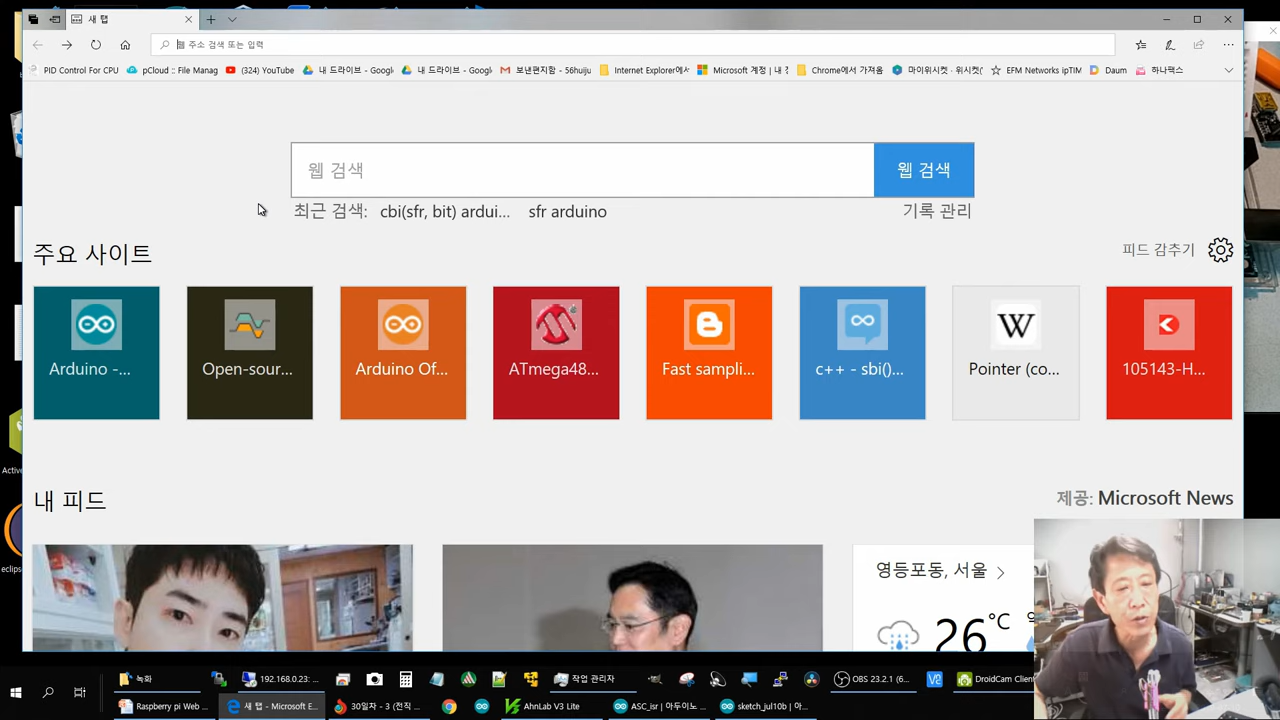 새 탭
주소 검색 또는 입력
PID Control For CPU
pCloud :: File Manag
(324) YouTube
내 드라이브 - Googl
내 드라이브 - Googl
보낸편지함 - 56huiju
Internet Explorer에서
Microsoft 계정 | 내 
Chrome에서 가져옴
마이위시켓 · 위시켓('
EFM Networks ipTIM
Daum
하나팩스
웹 검색
웹 검색
최근 검색:
cbi(sfr, bit) ardui...
sfr arduino
기록 관리
주요 사이트
피드 감추기
Arduino -...
Open-sour...
Arduino Of...
ATmega48...
Fast sampli...
c++ - sbi()...
Pointer (co...
105143-H...
내 피드
제공: Microsoft News
영등포동, 서울
26°C
Active
eclips
녹화
192.168.0.23:
작업 관리자
OBS 23.2.1 (6...
DroidCam Client
Raspberry pi Web ...
새 탭 - Microsoft E...
30일차 - 3 (전직 ...
AhnLab V3 Lite
ASC_isr | 아두이노 ...
sketch_jul10b | 아...